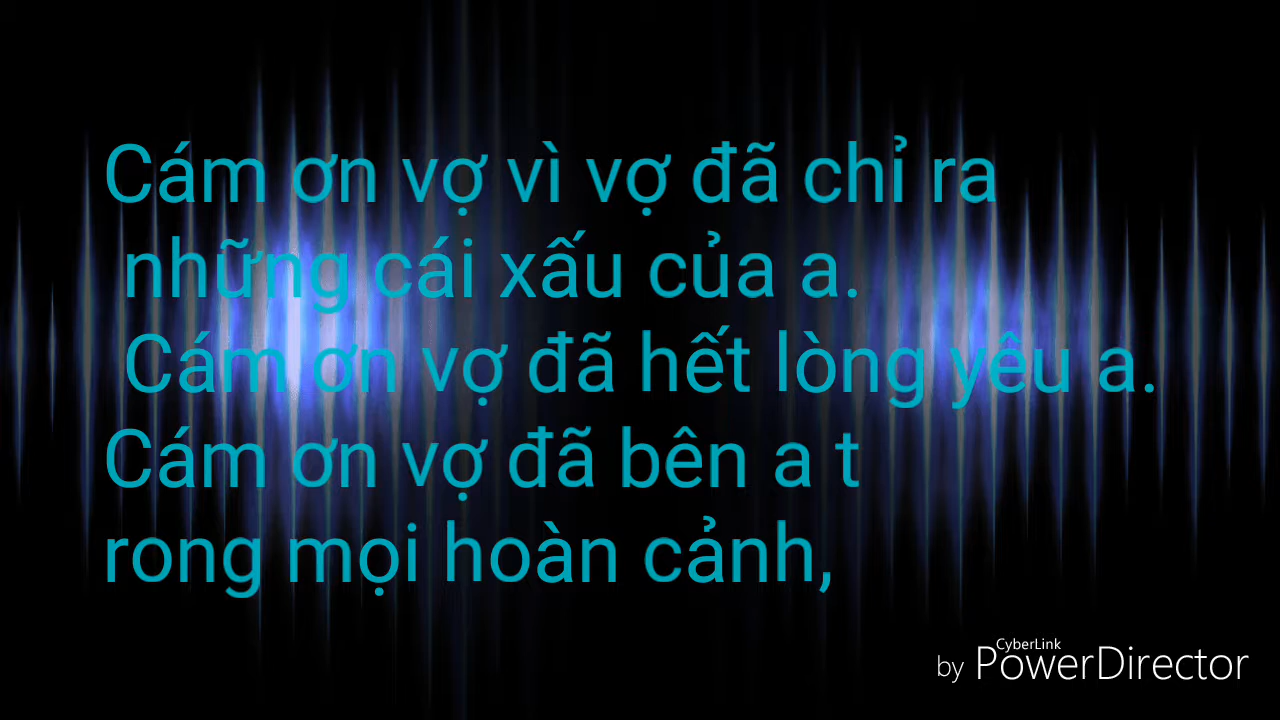 Cám ơn vợ vì vợ đã chỉ ra
những cái xấu của a.
Cám ơn vợ đã hết lòng yêu a.
Cám ơn vợ đã bên a t
rong mọi hoàn cảnh,
by CyberLink PowerDirector